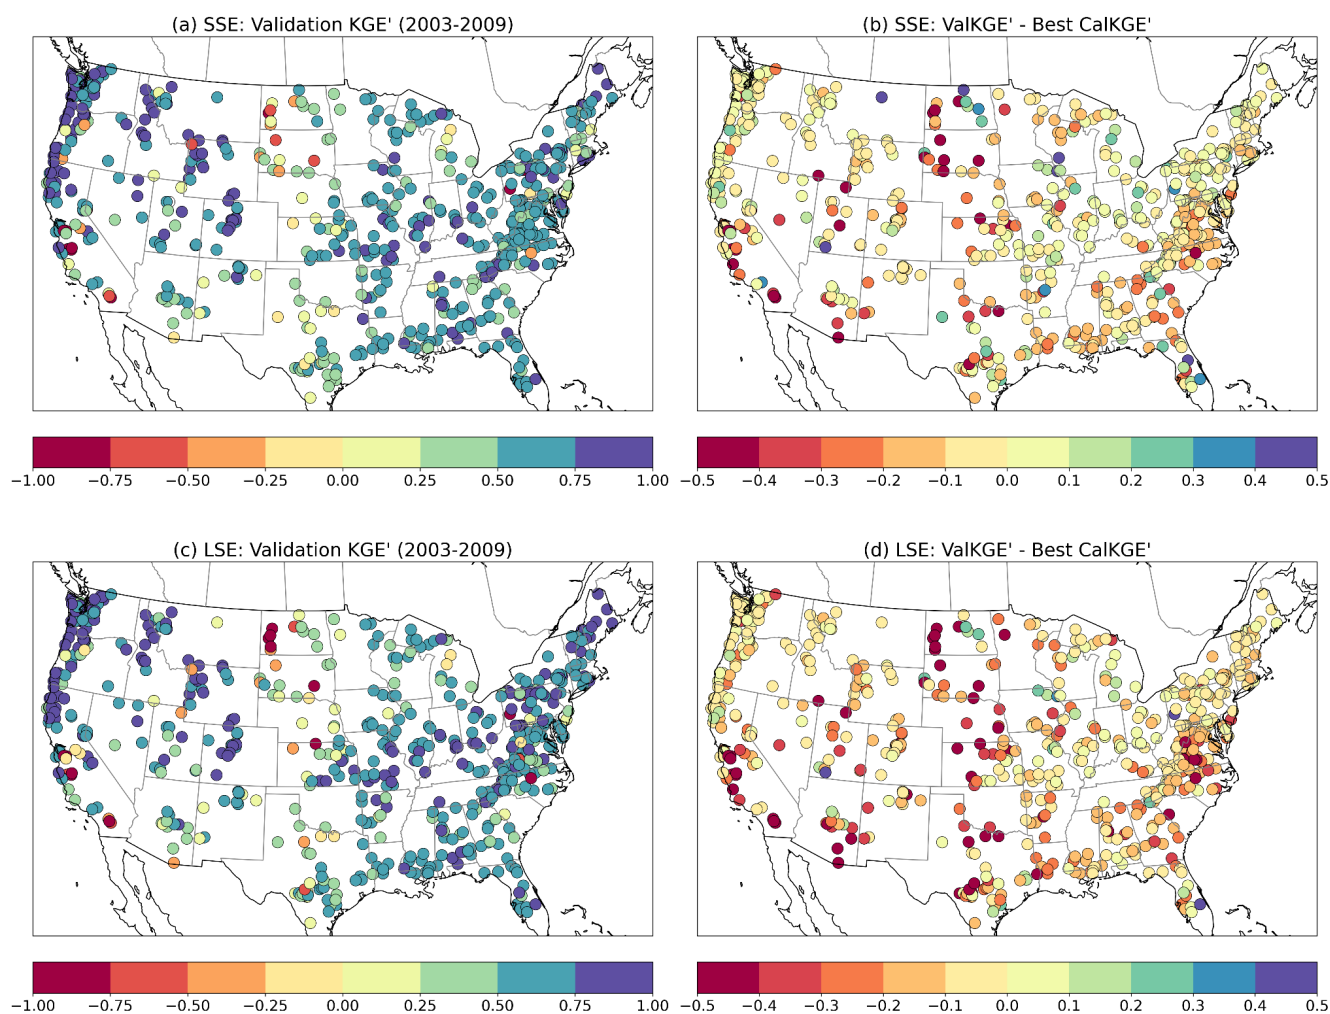 (a) SSE: Validation KGE' (2003-2009)
(b) SSE: ValKGE' - Best CalKGE'
−1.00 −0.75 −0.50 −0.25 0.00 0.25 0.50 0.75 1.00
−0.5 −0.4 −0.3 −0.2 −0.1 0.0 0.1 0.2 0.3 0.4 0.5
(c) LSE: Validation KGE' (2003-2009)
(d) LSE: ValKGE' - Best CalKGE'
−1.00 −0.75 −0.50 −0.25 0.00 0.25 0.50 0.75 1.00
−0.5 −0.4 −0.3 −0.2 −0.1 0.0 0.1 0.2 0.3 0.4 0.5